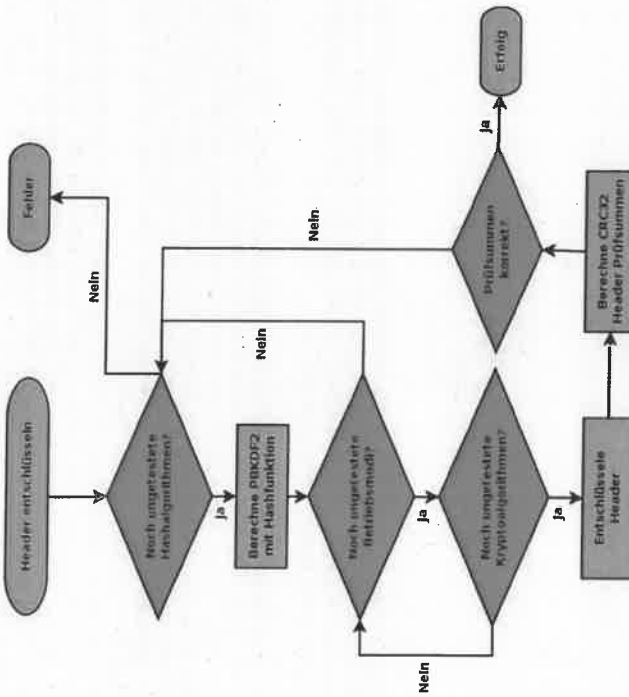 Header entschlüsseln
Noch ungetestete
Hashalgorithmen?
Nein
Fehler
Ja
Berechne PBKDF2
mit Hashfunktion
Noch ungetestete
Betriebsmodi?
Nein
Ja
Noch ungetestete
Kryptoalgorithmen?
Nein
Ja
Entschlüssele
Header
Berechne CRC32
Header Prüfsummen
Prüfsummen
korrekt?
Nein
Ja
Erfolg